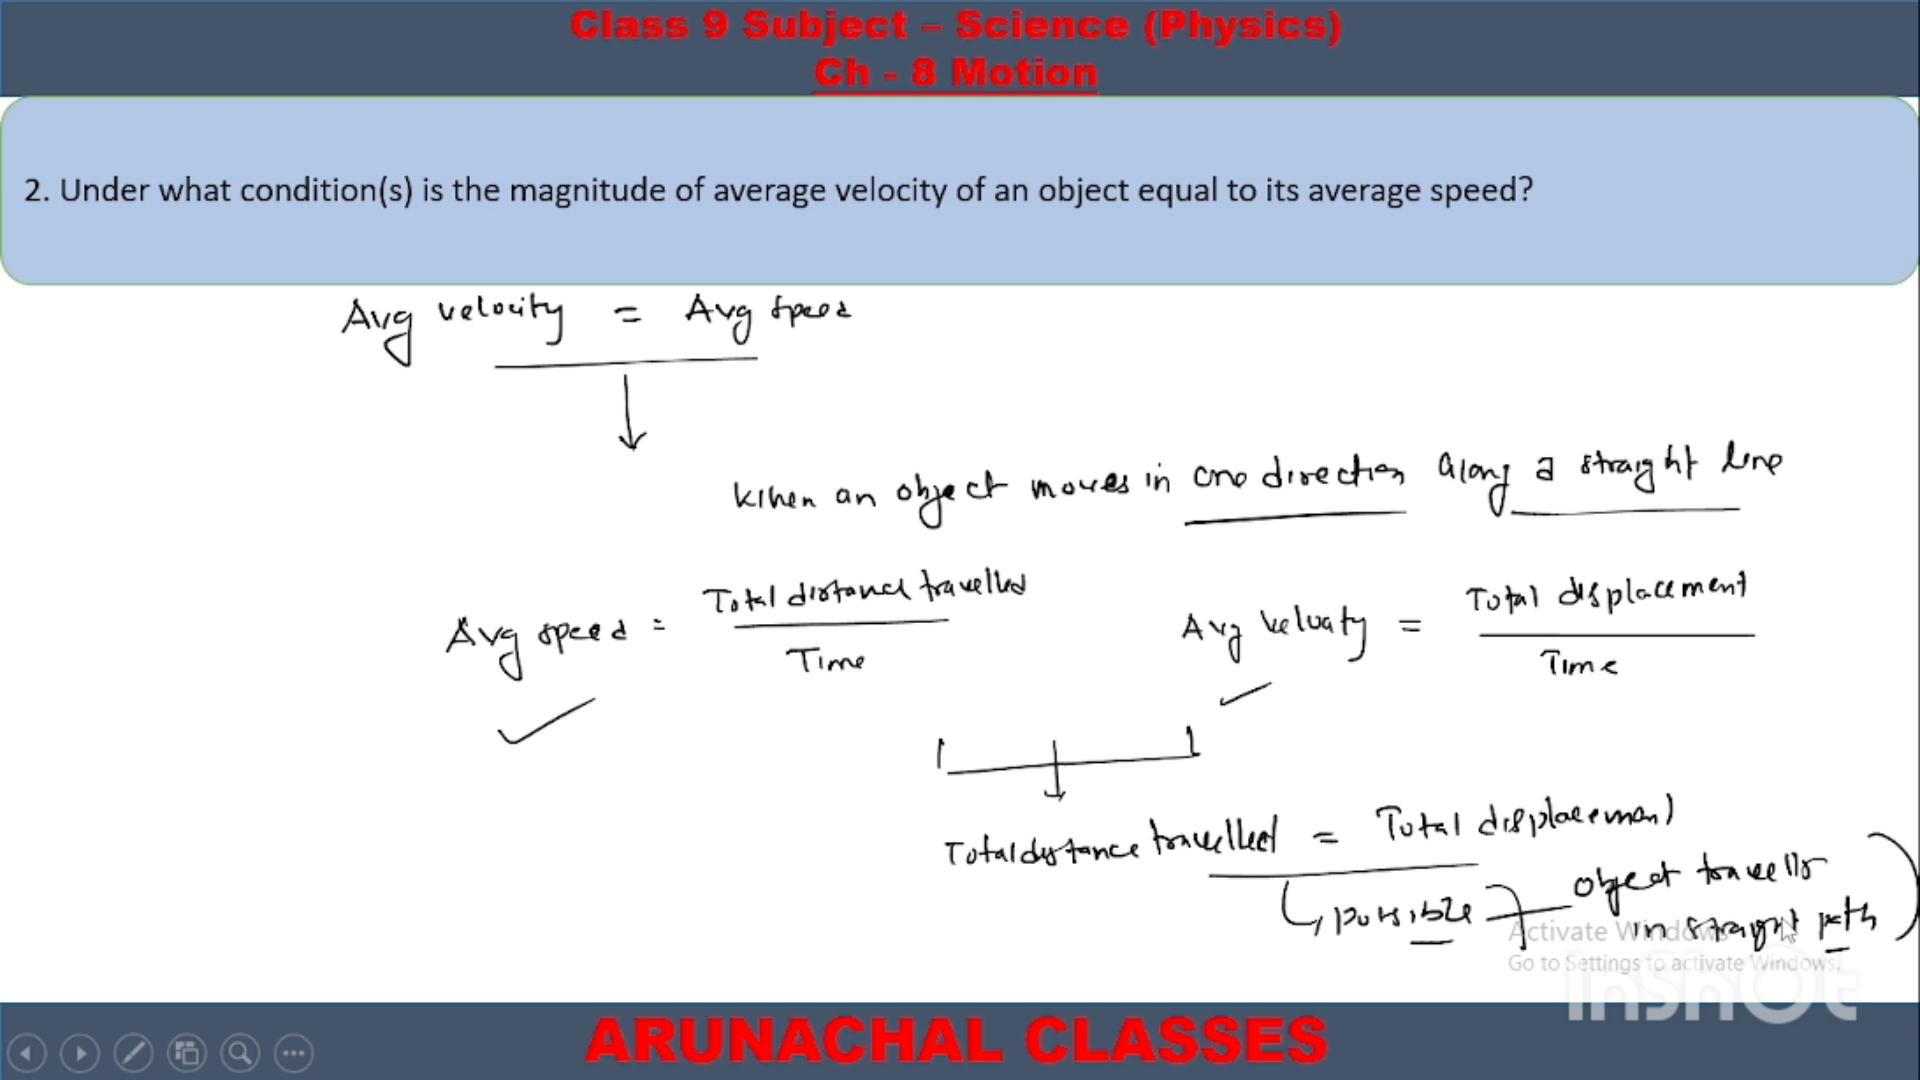 Class 9 Subject – Science (Physics)
Ch - 8 Motion
2. Under what condition(s) is the magnitude of average velocity of an object equal to its average speed?
Avg velocity = Avg speed
When an object moves in one direction along a straight line
Avg speed = Total distance travelled
Time
Avg velocity = Total displacement
Time
Total distance travelled = Total displacement
possible
object travells
in straight path
Activate Windows
Go to Settings to activate Windows.
InShOt
ARUNACHAL CLASSES